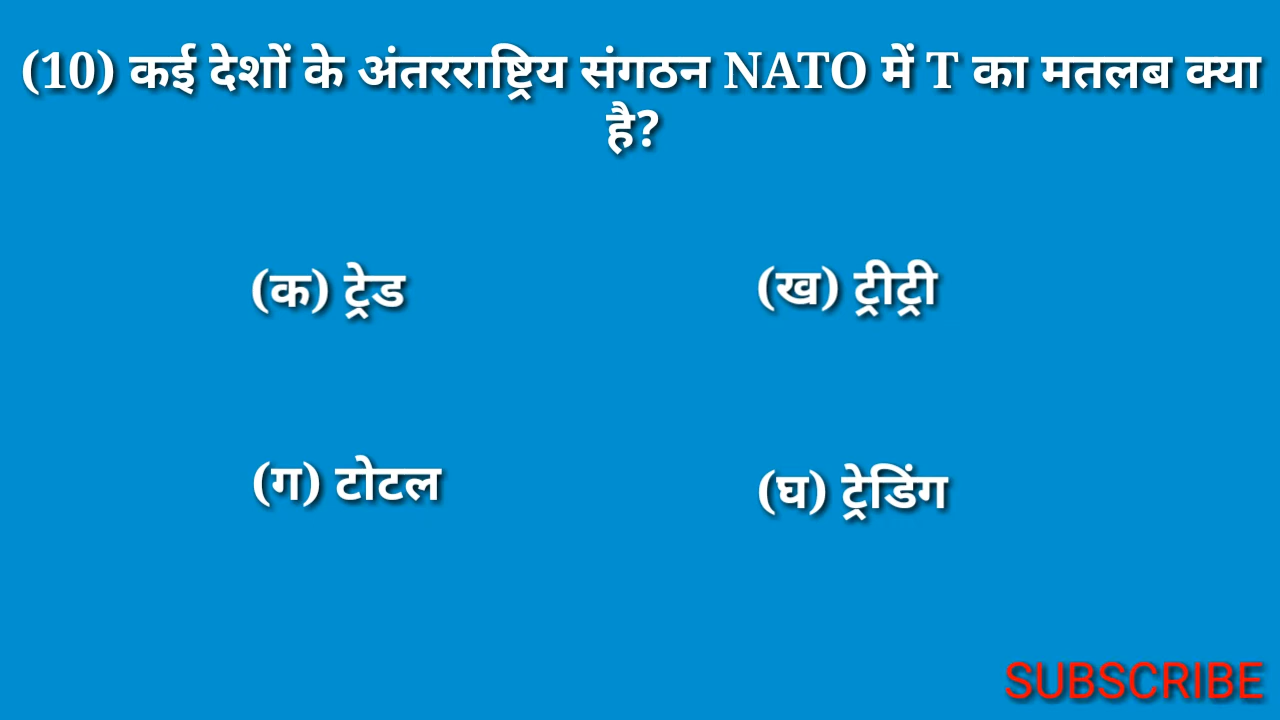 (10) कई देशों के अंतरराष्ट्रिय संगठन NATO में T का मतलब क्या
है?
(क) ट्रेड
(ख) ट्रीट्री
(ग) टोटल
(घ) ट्रेडिंग
SUBSCRIBE